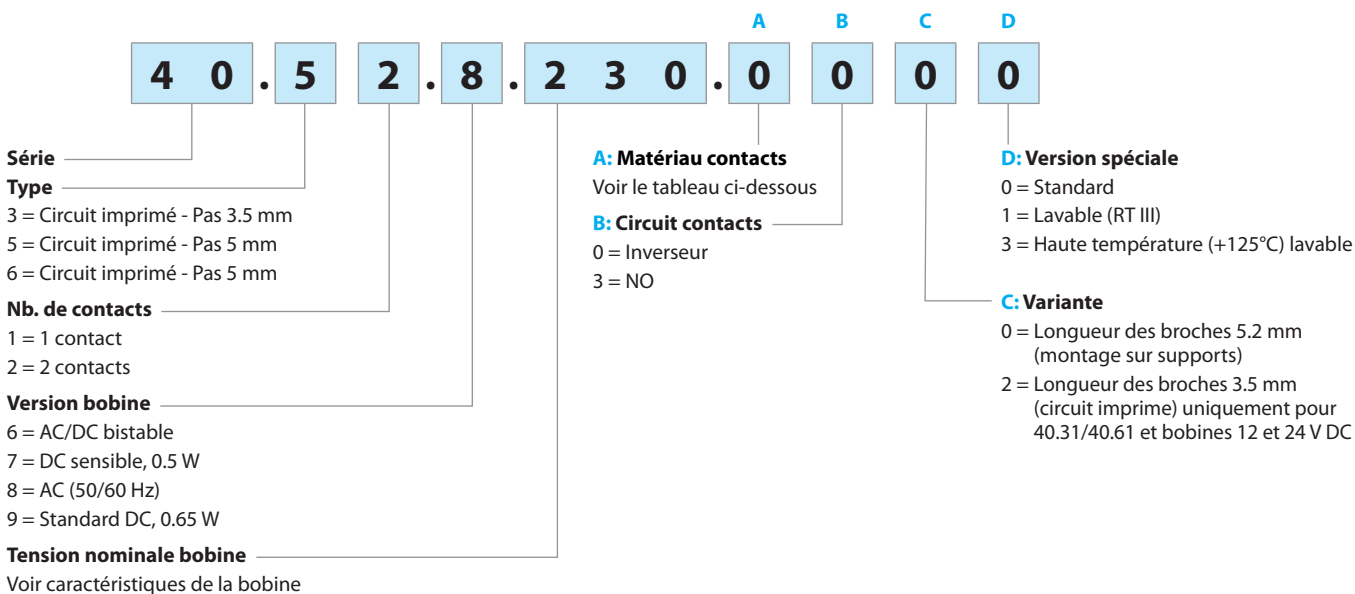 A B C D
4 0 . 5 2 . 8 . 2 3 0 . 0 0 0 0
Série
Type
3 = Circuit imprimé - Pas 3.5 mm
5 = Circuit imprimé - Pas 5 mm
6 = Circuit imprimé - Pas 5 mm
Nb. de contacts
1 = 1 contact
2 = 2 contacts
Version bobine
6 = AC/DC bistable
7 = DC sensible, 0.5 W
8 = AC (50/60 Hz)
9 = Standard DC, 0.65 W
Tension nominale bobine
Voir caractéristiques de la bobine
A: Matériau contacts
Voir le tableau ci-dessous
B: Circuit contacts
0 = Inverseur
3 = NO
D: Version spéciale
0 = Standard
1 = Lavable (RT III)
3 = Haute température (+125°C) lavable
C: Variante
0 = Longueur des broches 5.2 mm
(montage sur supports)
2 = Longueur des broches 3.5 mm
(circuit imprime) uniquement pour
40.31/40.61 et bobines 12 et 24 V DC